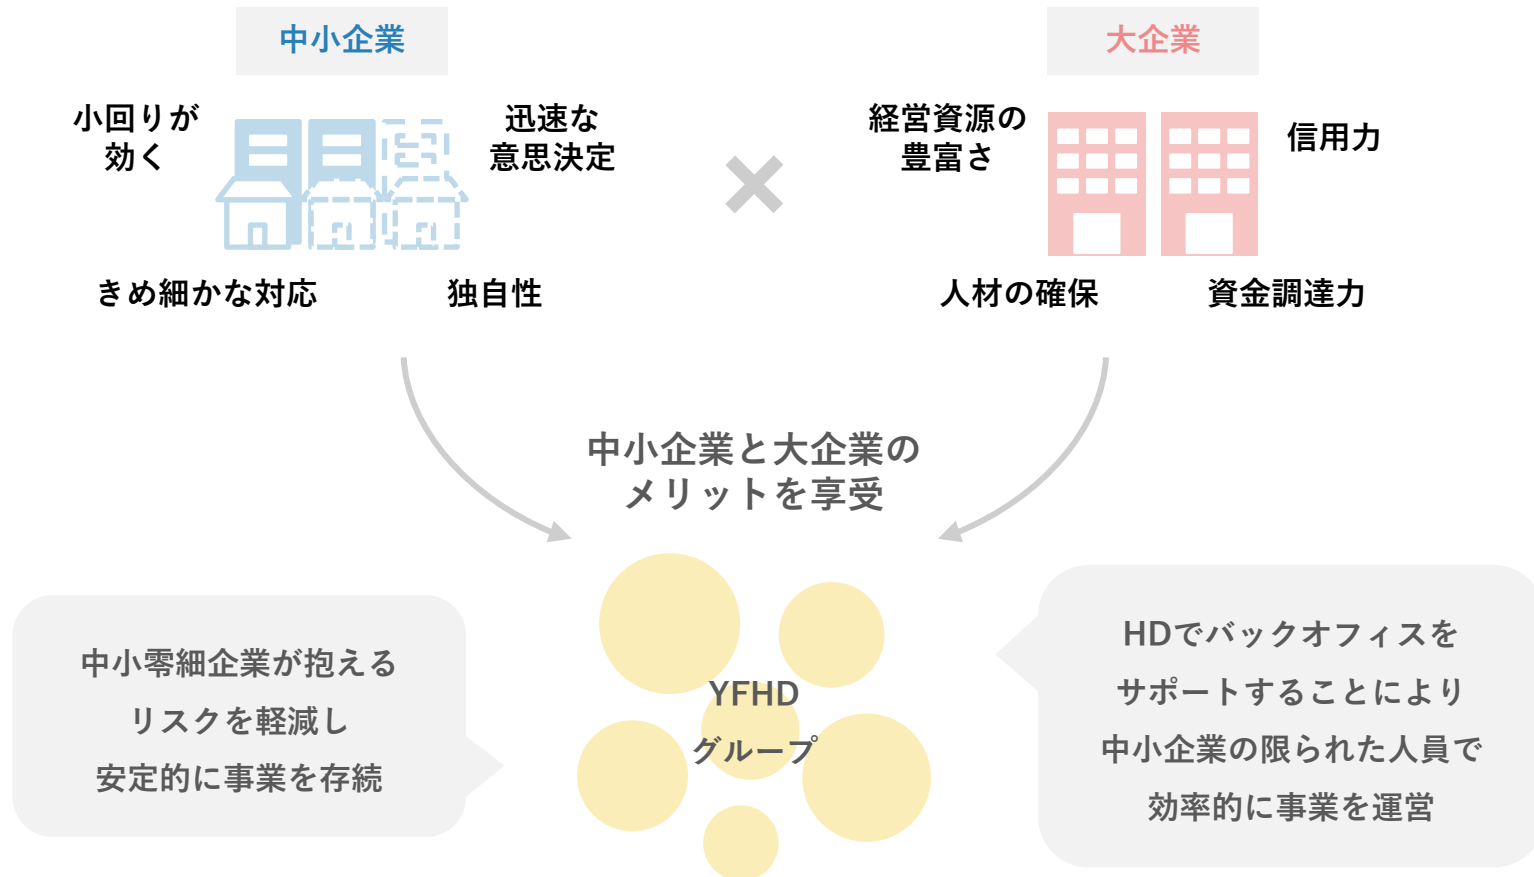 中小企業
大企業
小回りが
効く
迅速な
意思決定
きめ細かな対応
独自性
経営資源の
豊富さ
信用力
人材の確保
資金調達力
中小企業と大企業の
メリットを享受
中小零細企業が抱える
リスクを軽減し
安定的に事業を存続
YFHD
グループ
HDでバックオフィスを
サポートすることにより
中小企業の限られた人員で
効率的に事業を運営